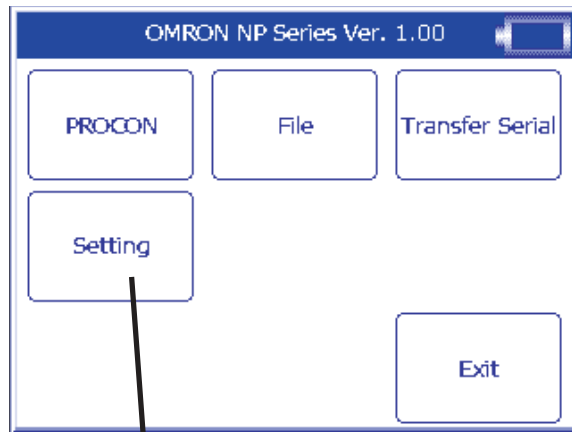 OMRON NP Series Ver. 1.00
PROCON
File
Transfer Serial
Setting
Exit